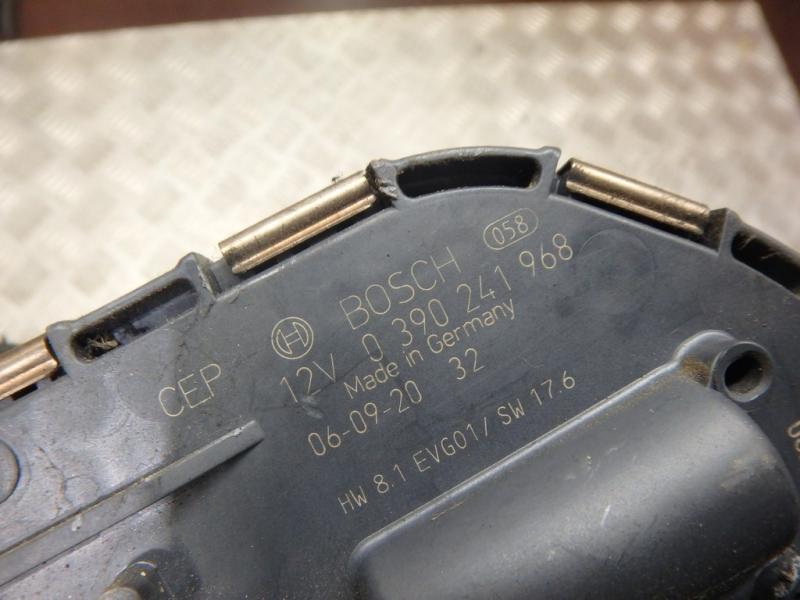 058
BOSCH
12V 0 390 241 968
Made in Germany
CEP
06-09-20 32
HW 8.1 EVG01/ SW 17.6